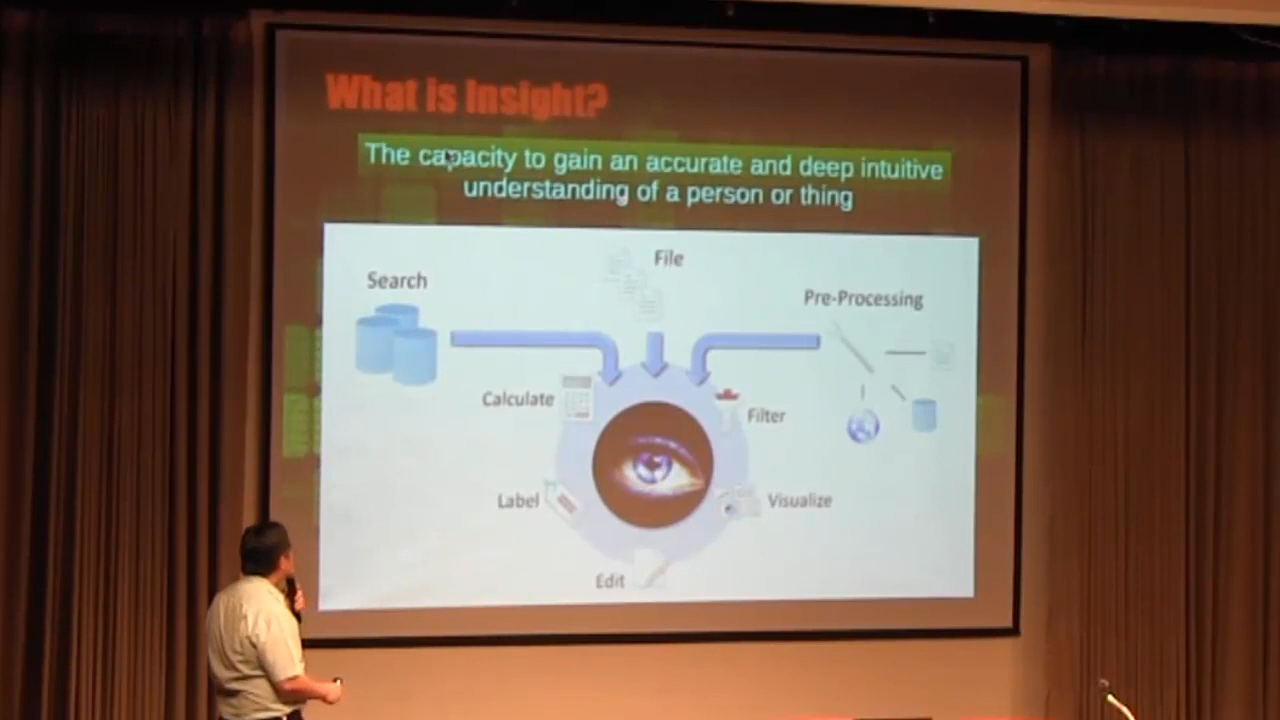 What is Insight?
The capacity to gain an accurate and deep intuitive
understanding of a person or thing
File
Search
Pre-Processing
Calculate
Filter
Label
Visualize
Edit